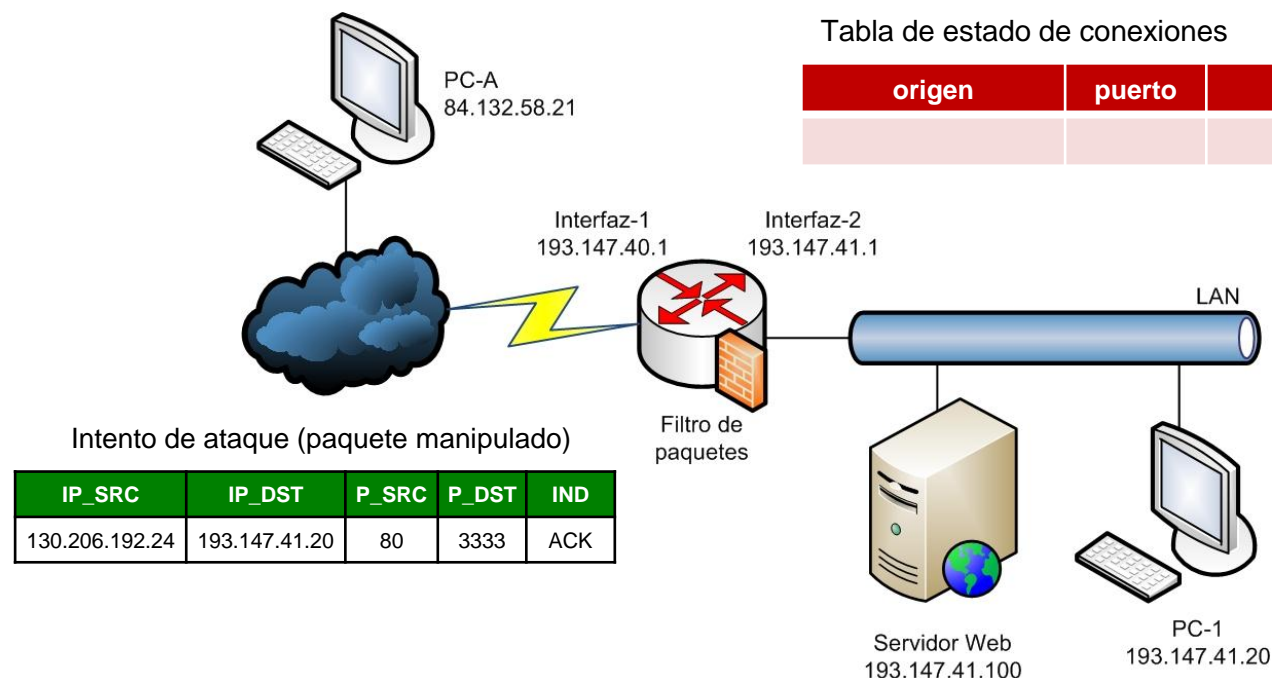 Tabla de estado de conexiones
origen puerto
PC-A
84.132.58.21
Interfaz-1
193.147.40.1
Interfaz-2
193.147.41.1
LAN
Filtro de
paquetes
Intento de ataque (paquete manipulado)
IP_SRC IP_DST P_SRC P_DST IND
130.206.192.24 193.147.41.20 80 3333 ACK
Servidor Web
193.147.41.100
PC-1
193.147.41.20